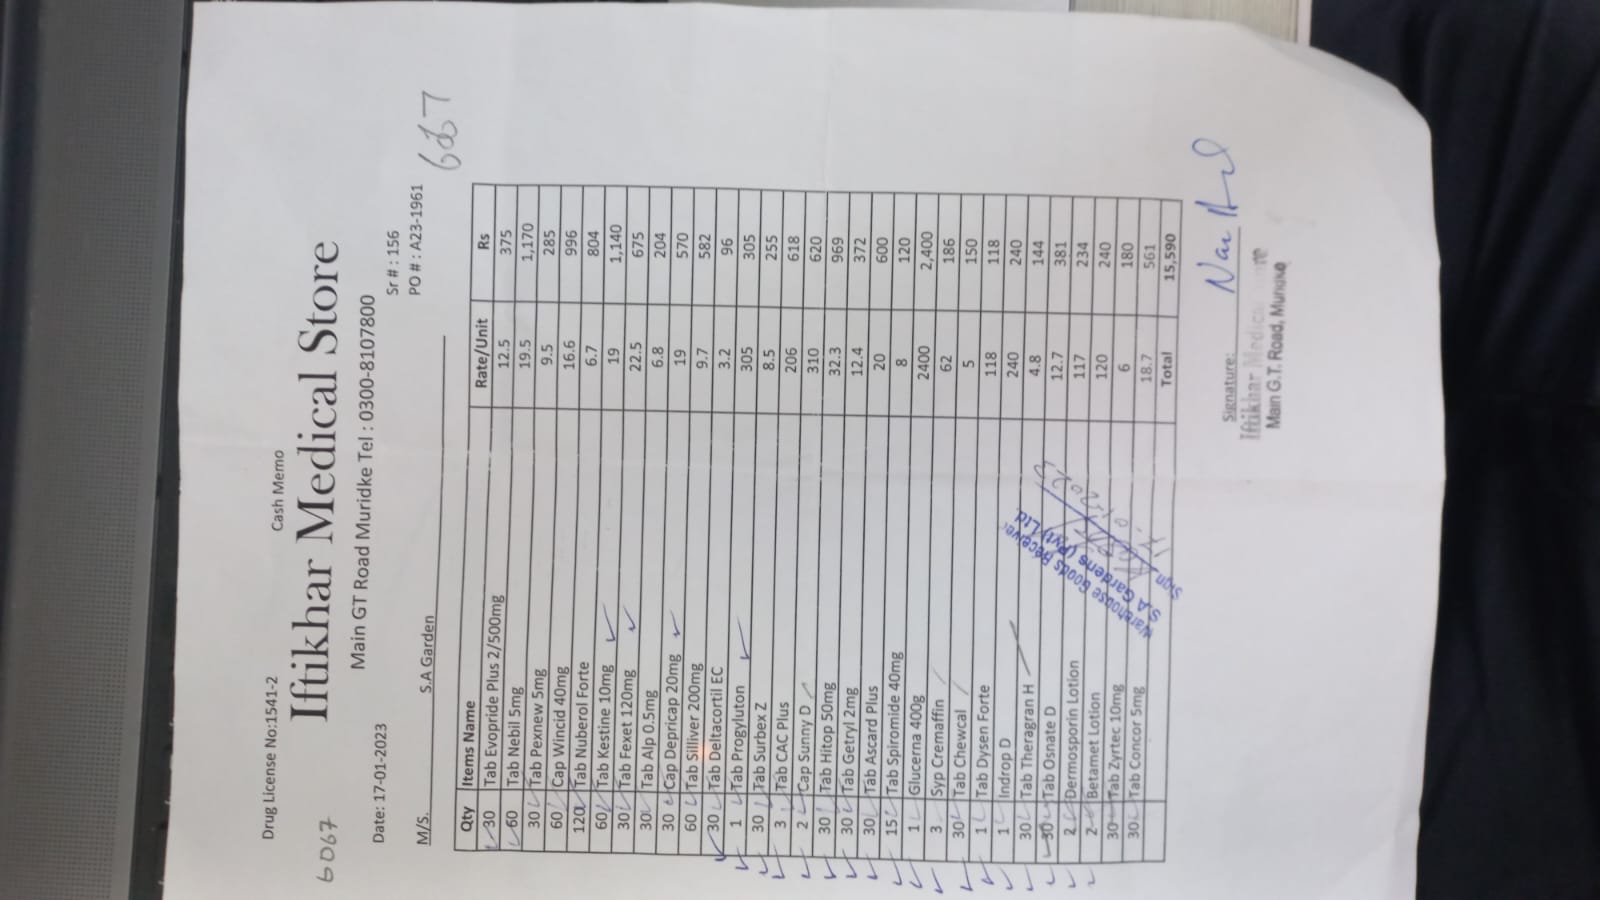 Drug License No:1541-2
Cash Memo
Iftikhar Medical Store
6067
Main GT Road Muridke Tel : 0300-8107800
Date: 17-01-2023
Sr # : 156
PO # : A23-1961
M/S. S.A Garden
6067
Qty Items Name Rate/Unit Rs
30 Tab Evopride Plus 2/500mg 12.5 375
60 Tab Nebil 5mg 19.5 1,170
30 Tab Pexnew 5mg 9.5 285
60 Cap Wincid 40mg 16.6 996
120 Tab Nuberol Forte 6.7 804
60 Tab Kestine 10mg 19 1,140
30 Tab Fexet 120mg 22.5 675
30 Tab Alp 0.5mg 6.8 204
30 Cap Depricap 20mg 19 570
60 Tab Silliver 200mg 9.7 582
30 Tab Deltacortil EC 3.2 96
1 Tab Progyluton 305 305
30 Tab Surbex Z 8.5 255
3 Tab CAC Plus 206 618
2 Cap Sunny D 310 620
30 Tab Hitop 50mg 32.3 969
30 Tab Getryl 2mg 12.4 372
30 Tab Ascard Plus 20 600
15 Tab Spiromide 40mg 8 120
1 Glucerna 400g 2400 2,400
3 Syp Cremaffin 62 186
30 Tab Chewcal 5 150
1 Tab Dysen Forte 118 118
1 Indrop D 240 240
30 Tab Theragran H 4.8 144
30 Tab Osnate D 12.7 381
2 Dermosporin Lotion 117 234
2 Betamet Lotion 120 240
30 Tab Zyrtec 10mg 6 180
30 Tab Concor 5mg 18.7 561
Total 15,590
Warehouse Goods Receiver
S.A Gardens (Pvt) Ltd.
Sign
17-01-2023
Signature:
Iftikhar Medical Store
Main G.T. Road, Muridke